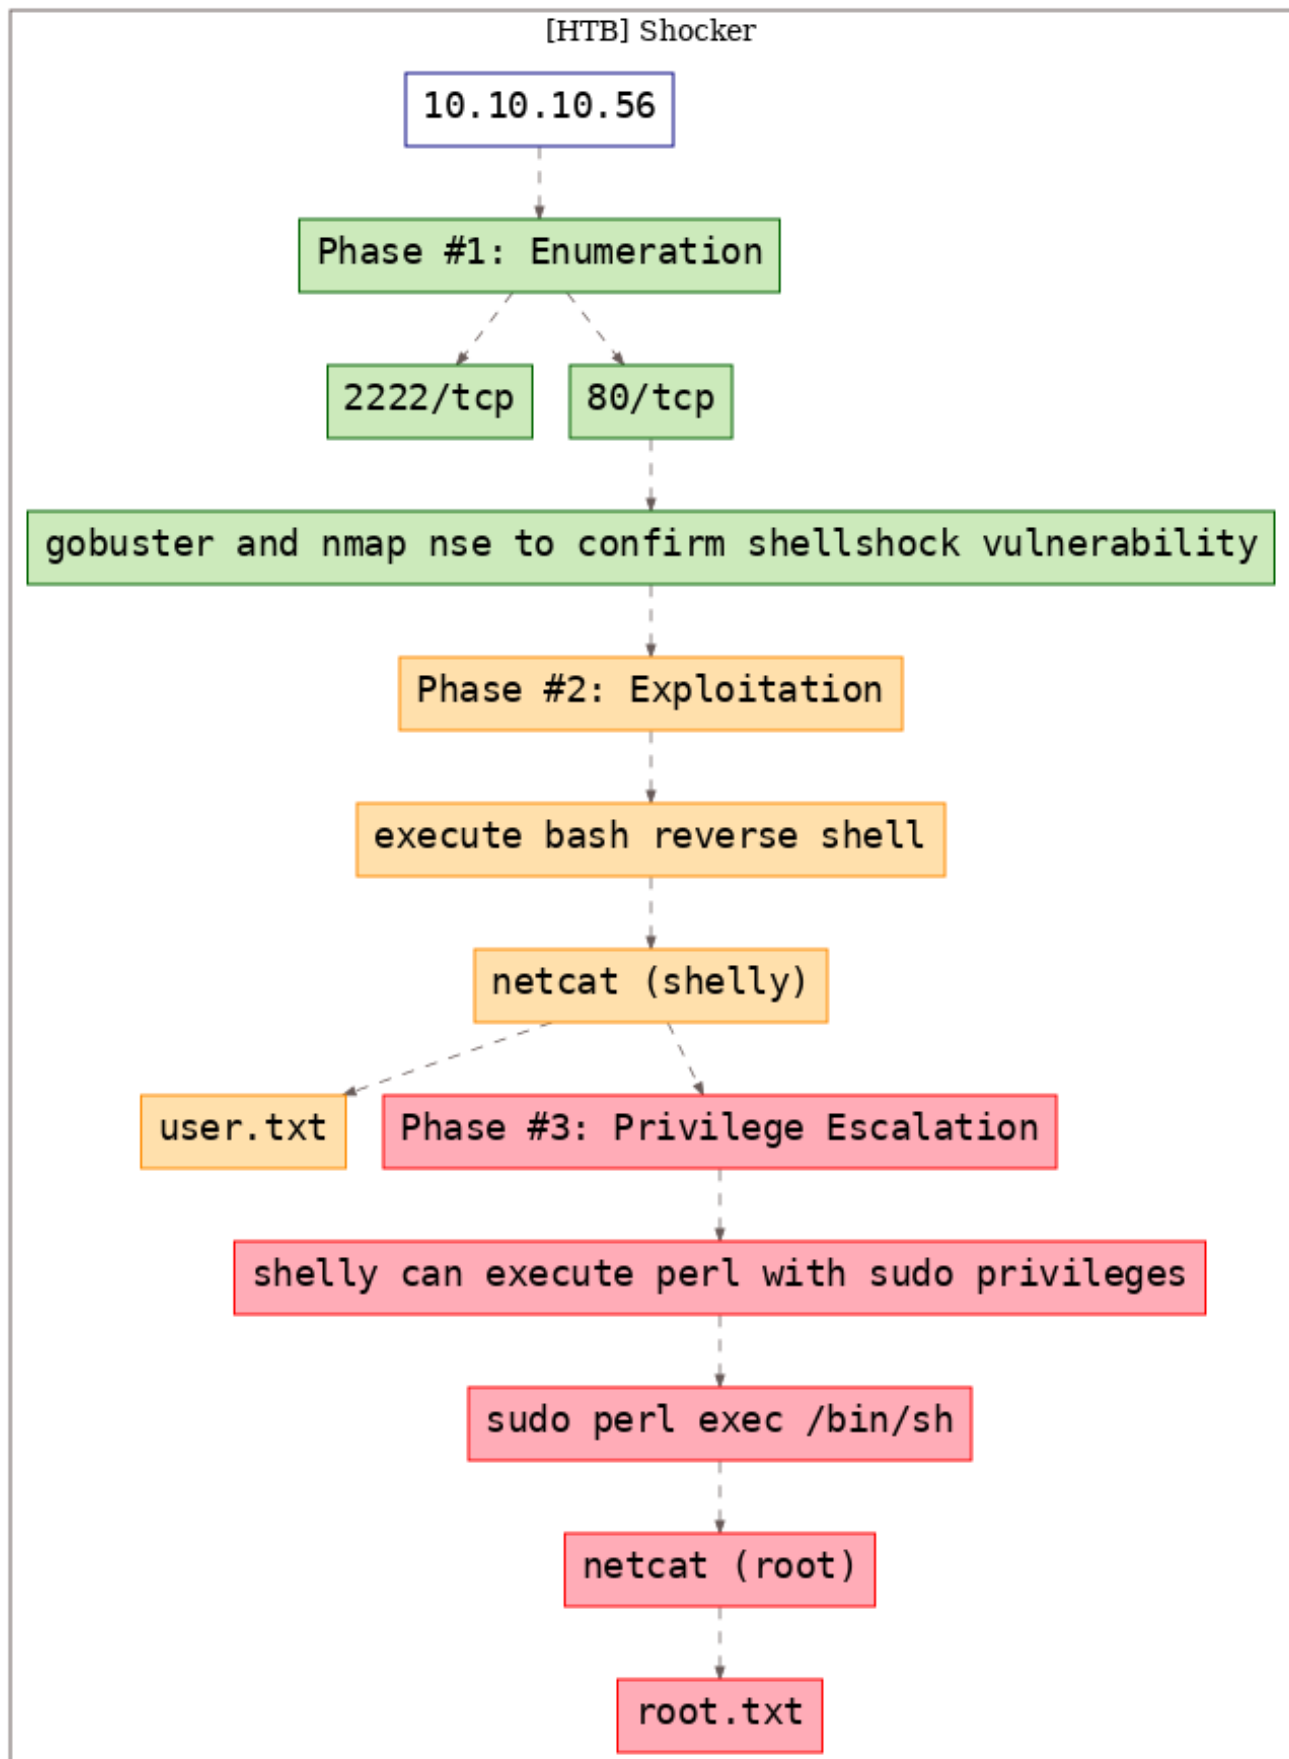 [HTB] Shocker
10.10.10.56
Phase #1: Enumeration
2222/tcp
80/tcp
gobuster and nmap nse to confirm shellshock vulnerability
Phase #2: Exploitation
execute bash reverse shell
netcat (shelly)
user.txt
Phase #3: Privilege Escalation
shelly can execute perl with sudo privileges
sudo perl exec /bin/sh
netcat (root)
root.txt